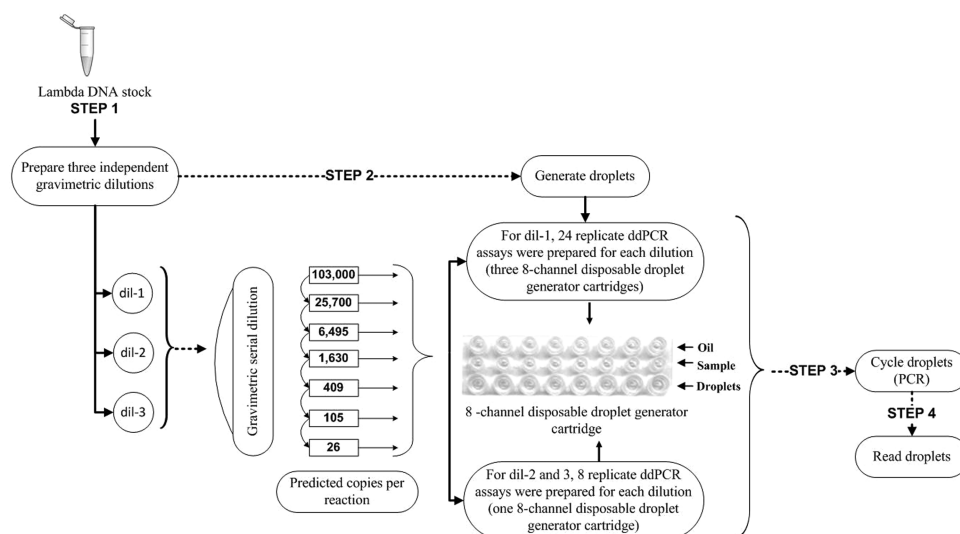 Lambda DNA stock
STEP 1
Prepare three independent
gravimetric dilutions
STEP 2
Generate droplets
For dil-1, 24 replicate ddPCR
assays were prepared for each dilution
(three 8-channel disposable droplet
generator cartridges)
dil-1
dil-2
dil-3
Gravimetric serial dilution
103,000
25,700
6,495
1,630
409
105
26
Predicted copies per
reaction
Oil
Sample
Droplets
8 -channel disposable droplet generator
cartridge
For dil-2 and 3, 8 replicate ddPCR
assays were prepared for each dilution
(one 8-channel disposable droplet
generator cartridge)
STEP 3
Cycle droplets
(PCR)
STEP 4
Read droplets